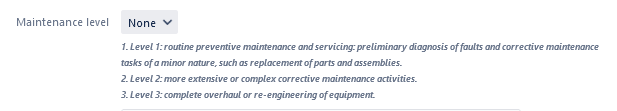 Maintenance level None
1. Level 1: routine preventive maintenance and servicing: preliminary diagnosis of faults and corrective maintenance
tasks of a minor nature, such as replacement of parts and assemblies.
2. Level 2: more extensive or complex corrective maintenance activities.
3. Level 3: complete overhaul or re-engineering of equipment.